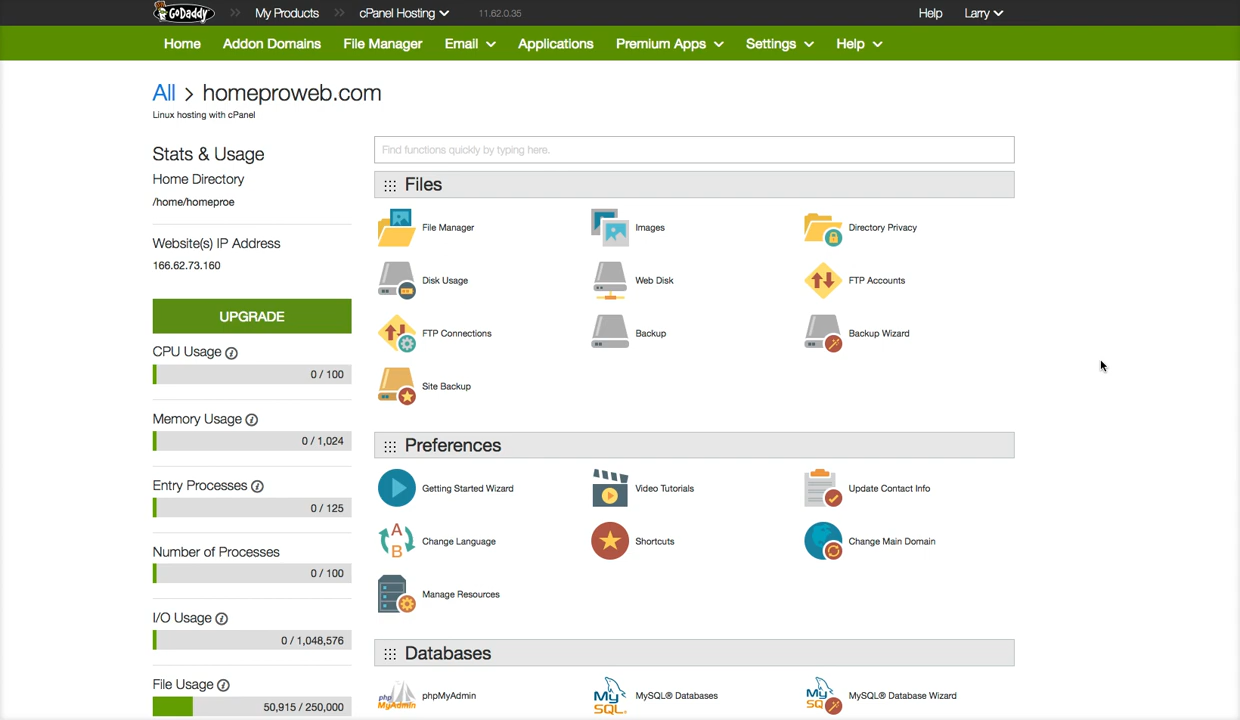 GoDaddy My Products cPanel Hosting 11.62.0.35 Help Larry
Home Addon Domains File Manager Email Applications Premium Apps Settings Help
All > homeproweb.com
Linux hosting with cPanel
Stats & Usage
Home Directory
/home/homeproe
Website(s) IP Address
166.62.73.160
UPGRADE
CPU Usage
0 / 100
Memory Usage
0 / 1,024
Entry Processes
0 / 125
Number of Processes
0 / 100
I/O Usage
0 / 1,048,576
File Usage
50,915 / 250,000
Find functions quickly by typing here.
Files
File Manager Images Directory Privacy
Disk Usage Web Disk FTP Accounts
FTP Connections Backup Backup Wizard
Site Backup
Preferences
Getting Started Wizard Video Tutorials Update Contact Info
A
B
Change Language Shortcuts Change Main Domain
Manage Resources
Databases
php
MyAdmin
phpMyAdmin
My
SQL
MySQL® Databases
My
SQ
MySQL® Database Wizard